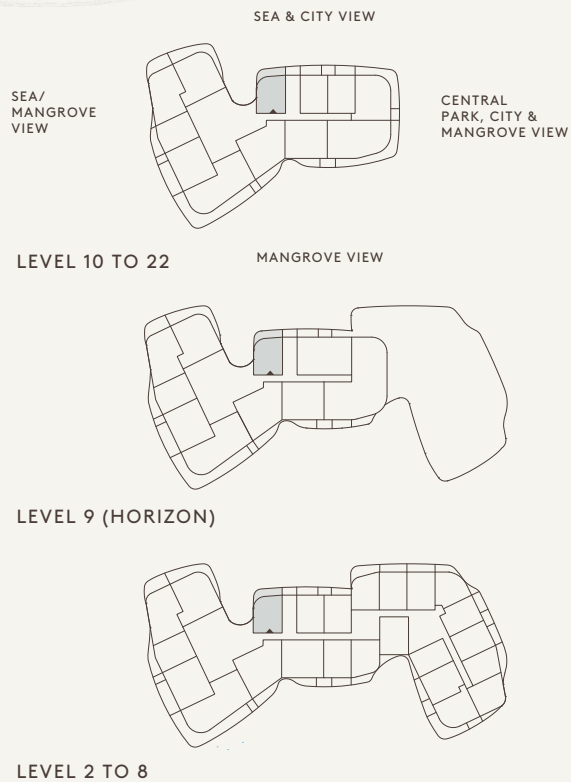 SEA & CITY VIEW
SEA/
MANGROVE
VIEW
CENTRAL
PARK, CITY &
MANGROVE VIEW
LEVEL 10 TO 22
MANGROVE VIEW
LEVEL 9 (HORIZON)
LEVEL 2 TO 8